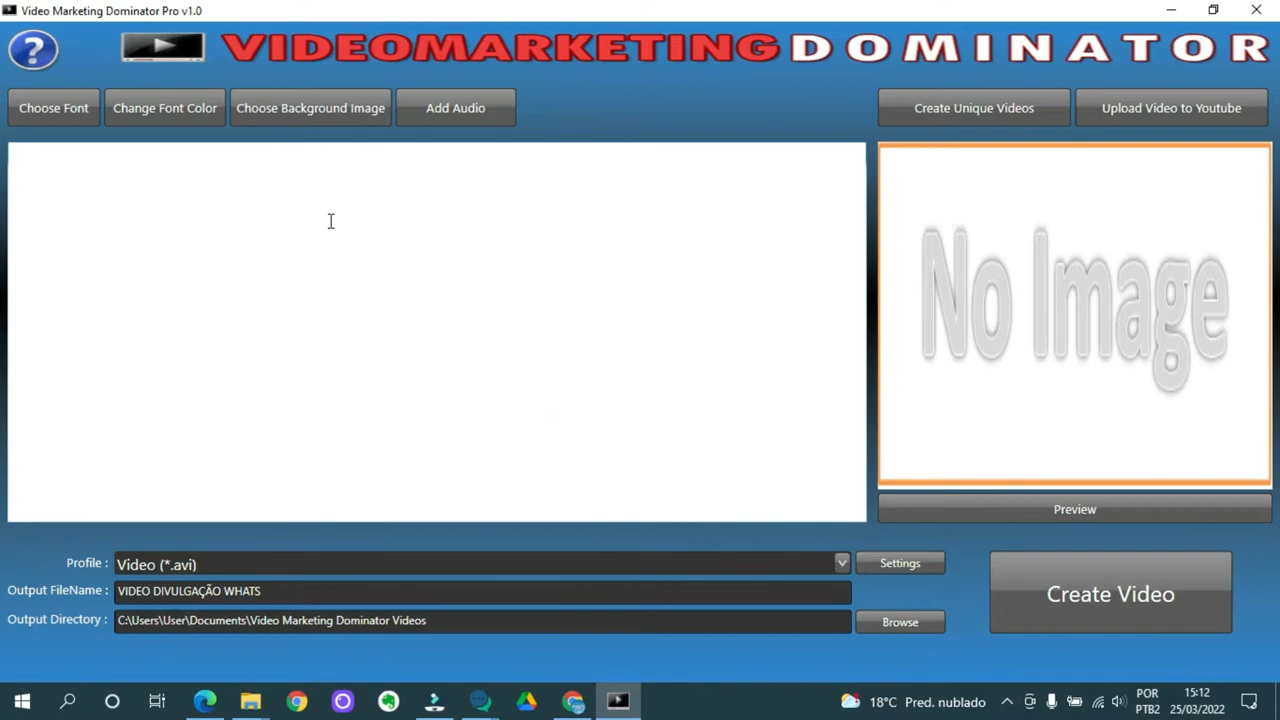 Video Marketing Dominator Pro v1.0
?
VIDEOMARKETINGDOMINATOR
Choose Font
Change Font Color
Choose Background Image
Add Audio
Create Unique Videos
Upload Video to Youtube
No Image
Preview
Profile :
Video (*.avi)
Settings
Output FileName :
VIDEO DIVULGAÇÃO WHATS
Output Directory :
C:\Users\User\Documents\Video Marketing Dominator Videos
Browse
Create Video
18°C Pred. nublado
POR
PTB2
15:12
25/03/2022